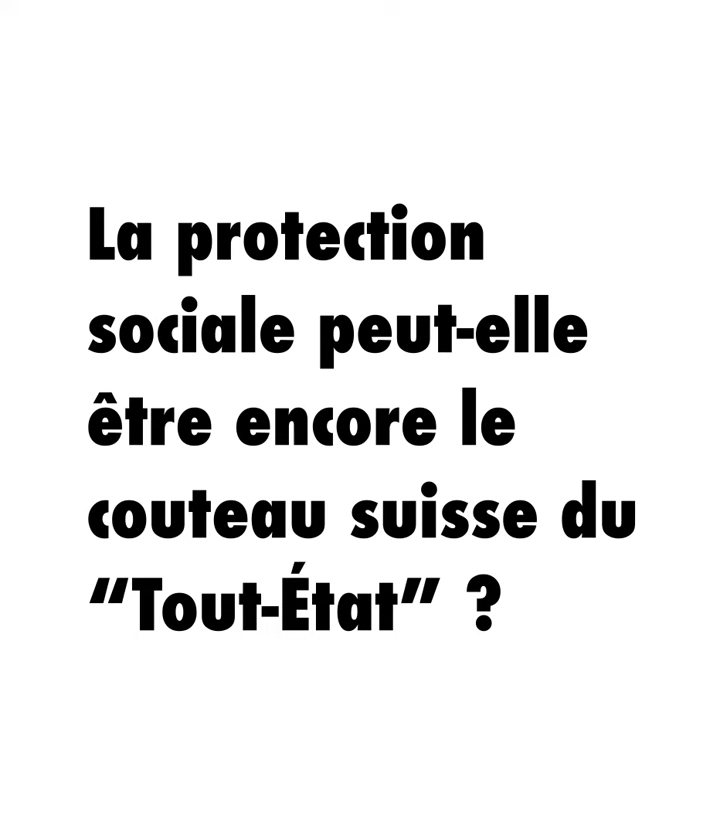 La protection
sociale peut-elle
être encore le
couteau suisse du
“Tout-État” ?